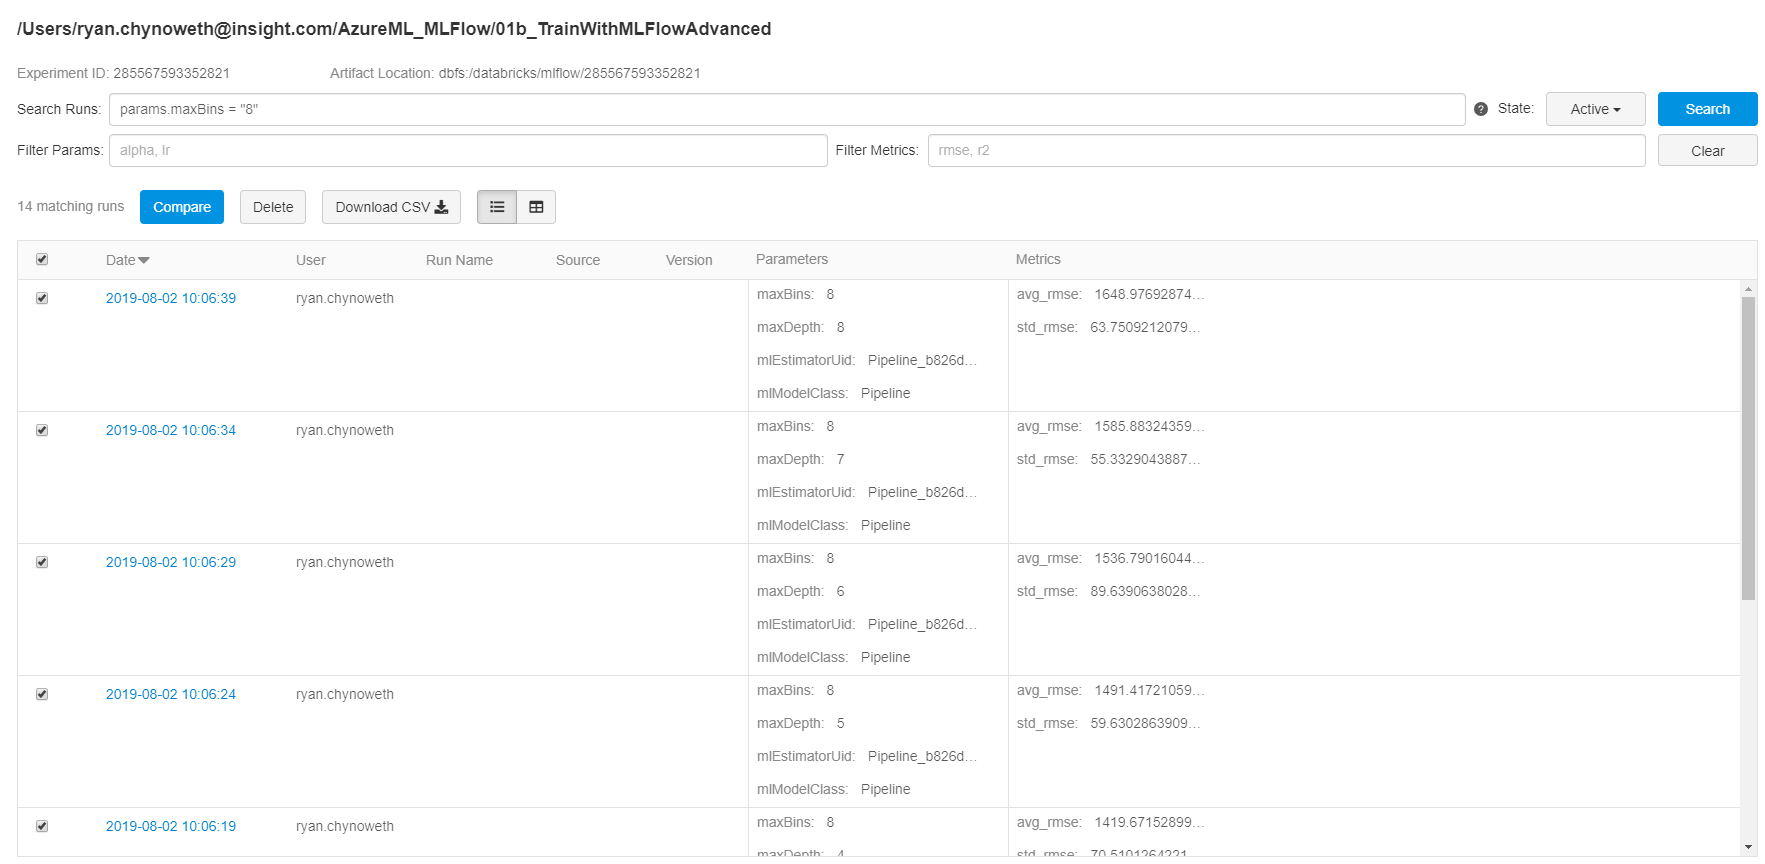 /Users/ryan.chynoweth@insight.com/AzureML_MLFlow/01b_TrainWithMLFlowAdvanced
Experiment ID: 285567593352821 Artifact Location: dbfs:/databricks/mlflow/285567593352821
Search Runs: params.maxBins = "8" ? State: Active Search
Filter Params: alpha, lr Filter Metrics: rmse, r2 Clear
14 matching runs Compare Delete Download CSV
Date User Run Name Source Version Parameters Metrics
2019-08-02 10:06:39 ryan.chynoweth maxBins: 8 avg_rmse: 1648.97692874...
maxDepth: 8 std_rmse: 63.7509212079...
mlEstimatorUid: Pipeline_b826d...
mlModelClass: Pipeline
2019-08-02 10:06:34 ryan.chynoweth maxBins: 8 avg_rmse: 1585.88324359...
maxDepth: 7 std_rmse: 55.3329043887...
mlEstimatorUid: Pipeline_b826d...
mlModelClass: Pipeline
2019-08-02 10:06:29 ryan.chynoweth maxBins: 8 avg_rmse: 1536.79016044...
maxDepth: 6 std_rmse: 89.6390638028...
mlEstimatorUid: Pipeline_b826d...
mlModelClass: Pipeline
2019-08-02 10:06:24 ryan.chynoweth maxBins: 8 avg_rmse: 1491.41721059...
maxDepth: 5 std_rmse: 59.6302863909...
mlEstimatorUid: Pipeline_b826d...
mlModelClass: Pipeline
2019-08-02 10:06:19 ryan.chynoweth maxBins: 8 avg_rmse: 1419.67152899...
maxDepth: 4 std_rmse: 70.5101264221...